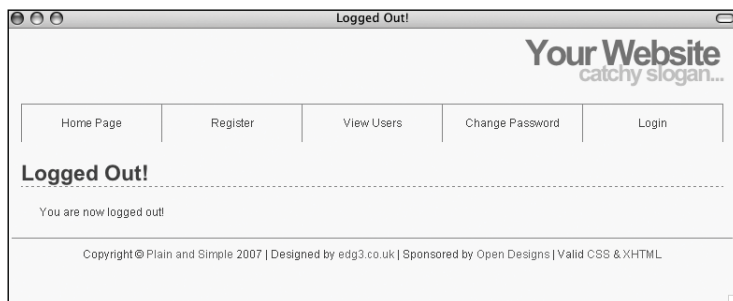 Logged Out!
Your Website
catchy slogan...
Home Page Register View Users Change Password Login
Logged Out!
You are now logged out!
Copyright © Plain and Simple 2007 | Designed by edg3.co.uk | Sponsored by Open Designs | Valid CSS & XHTML